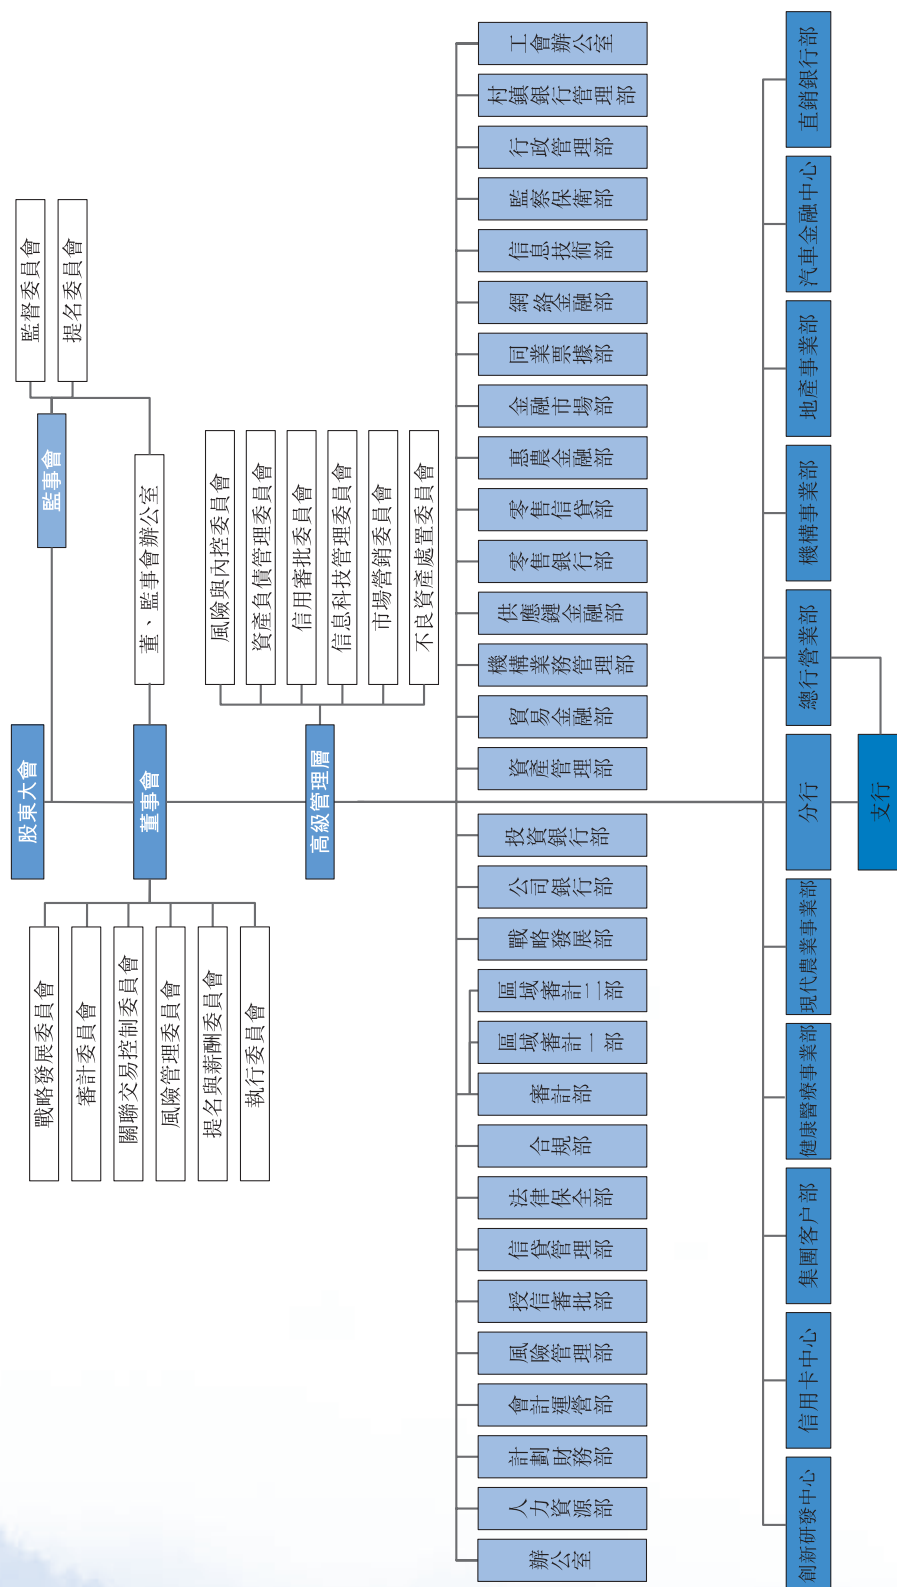 股東大會
監事會
監督委員會
提名委員會
董事會
董、監事會辦公室
戰略發展委員會
審計委員會
關聯交易控制委員會
風險管理委員會
提名與薪酬委員會
執行委員會
高級管理層
風險與內控委員會
資產負債管理委員會
信用審批委員會
信息科技管理委員會
市場營銷委員會
不良資產處置委員會
辦公室
人力資源部
計劃財務部
會計運營部
風險管理部
授信審批部
信貸管理部
法律保全部
合規部
審計部
區域審計一部
區域審計二部
戰略發展部
公司銀行部
投資銀行部
資產管理部
貿易金融部
機構業務管理部
供應鏈金融部
零售銀行部
零售信貸部
惠農金融部
金融市場部
同業票據部
網絡金融部
信息技術部
監察保衛部
行政管理部
村鎮銀行管理部
工會辦公室
創新研發中心
信用卡中心
集團客户部
健康醫療事業部
現代農業事業部
分行
總行營業部
機構事業部
地產事業部
汽車金融中心
直銷銀行部
支行